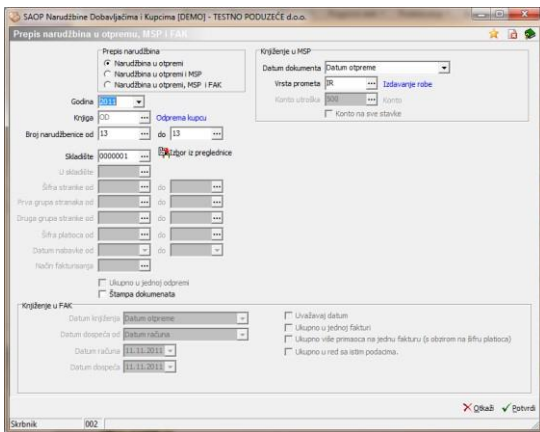 SAOP Narudžbine Dobavljačima i Kupcima [DEMO] - TESTNO PODUZEĆE d.o.o.
Prepis narudžbina u otpremu, MSP i FAK
Prepis narudžbina
Narudžbina u otpremi
Narudžbina u otpremi i MSP
Narudžbina u otpremi, MSP i FAK
Godina 2011
Knjiga OD Odprema kupcu
Broj narudžbenice od 13 do 13
Skladište 0000001 Izbor iz preglednice
U skladište
Šifra stranke od do
Prva grupa stranaka od do
Druga grupa stranke od do
Šifra platioca od do
Datum nabavke od do
Način fakturisanja
Ukupno u jednoj odpremi
Štampa dokumenata
Knjiženje u MSP
Datum dokumenta Datum otpreme
Vrsta prometa IR Izdavanje robe
Konto utroška 500 Konto
Konto na sve stavke
Knjiženje u FAK
Datum knjiženja Datum otpreme
Datum dospeća od Datum računa
Datum računa 11.11.2011
Datum dospeća 11.11.2011
Uvažavaj datum
Ukupno u jednoj fakturi
Ukupno više primaoca na jednu fakturu (s obzirom na šifru platioca)
Ukupno u red sa istim podacima.
Otkaži Potvrdi
Skrbnik 002